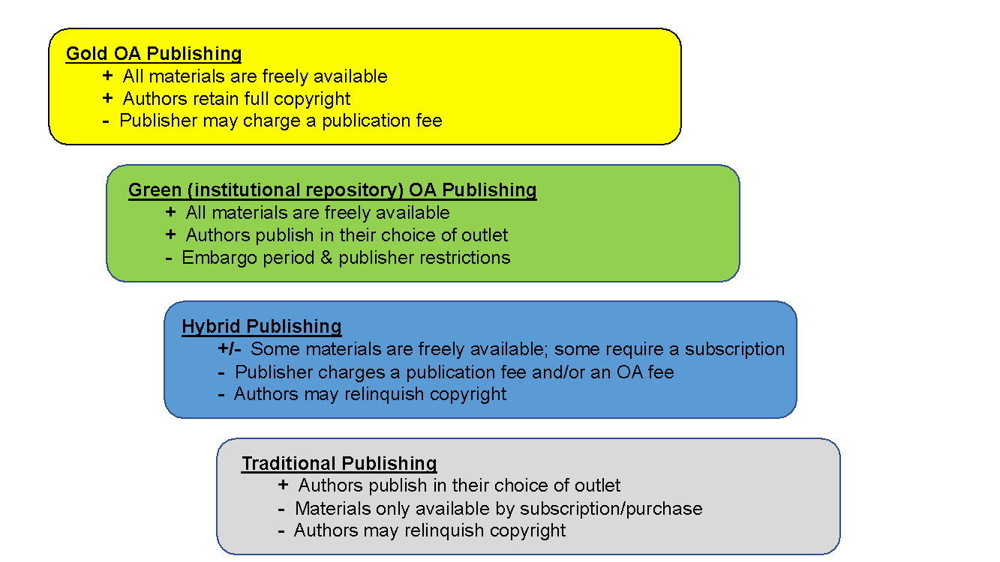 Gold OA Publishing
+ All materials are freely available
+ Authors retain full copyright
- Publisher may charge a publication fee
Green (institutional repository) OA Publishing
+ All materials are freely available
+ Authors publish in their choice of outlet
- Embargo period & publisher restrictions
Hybrid Publishing
+/- Some materials are freely available; some require a subscription
- Publisher charges a publication fee and/or an OA fee
- Authors may relinquish copyright
Traditional Publishing
+ Authors publish in their choice of outlet
- Materials only available by subscription/purchase
- Authors may relinquish copyright